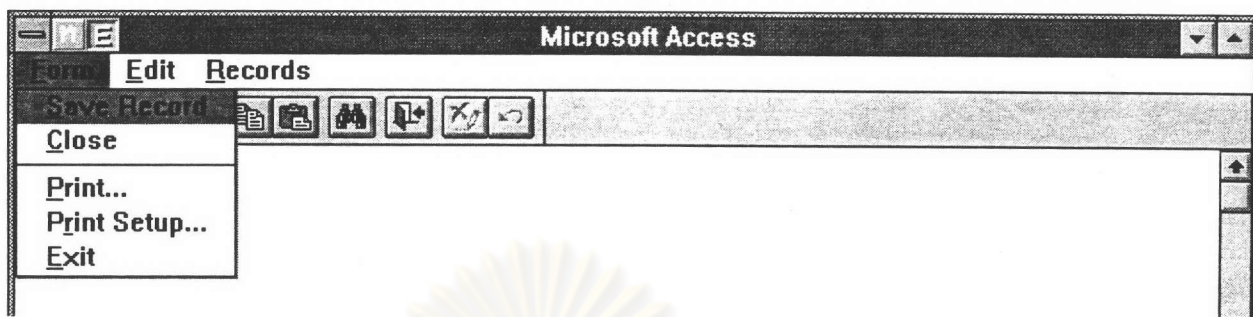 n E Microsoft Access
Form Edit Records
Save Record
Close
Print...
Print Setup...
Exit